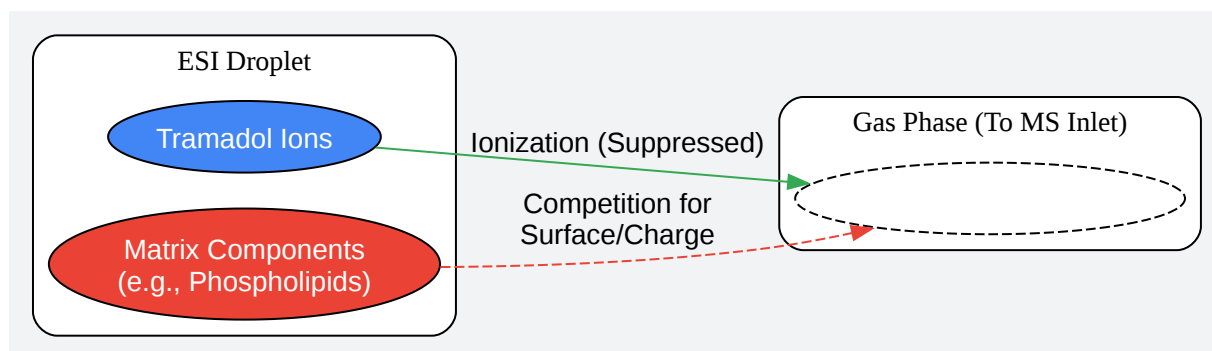 ESI Droplet
Tramadol Ions
Matrix Components
(e.g., Phospholipids)
Ionization (Suppressed)
Competition for
Surface/Charge
Gas Phase (To MS Inlet)